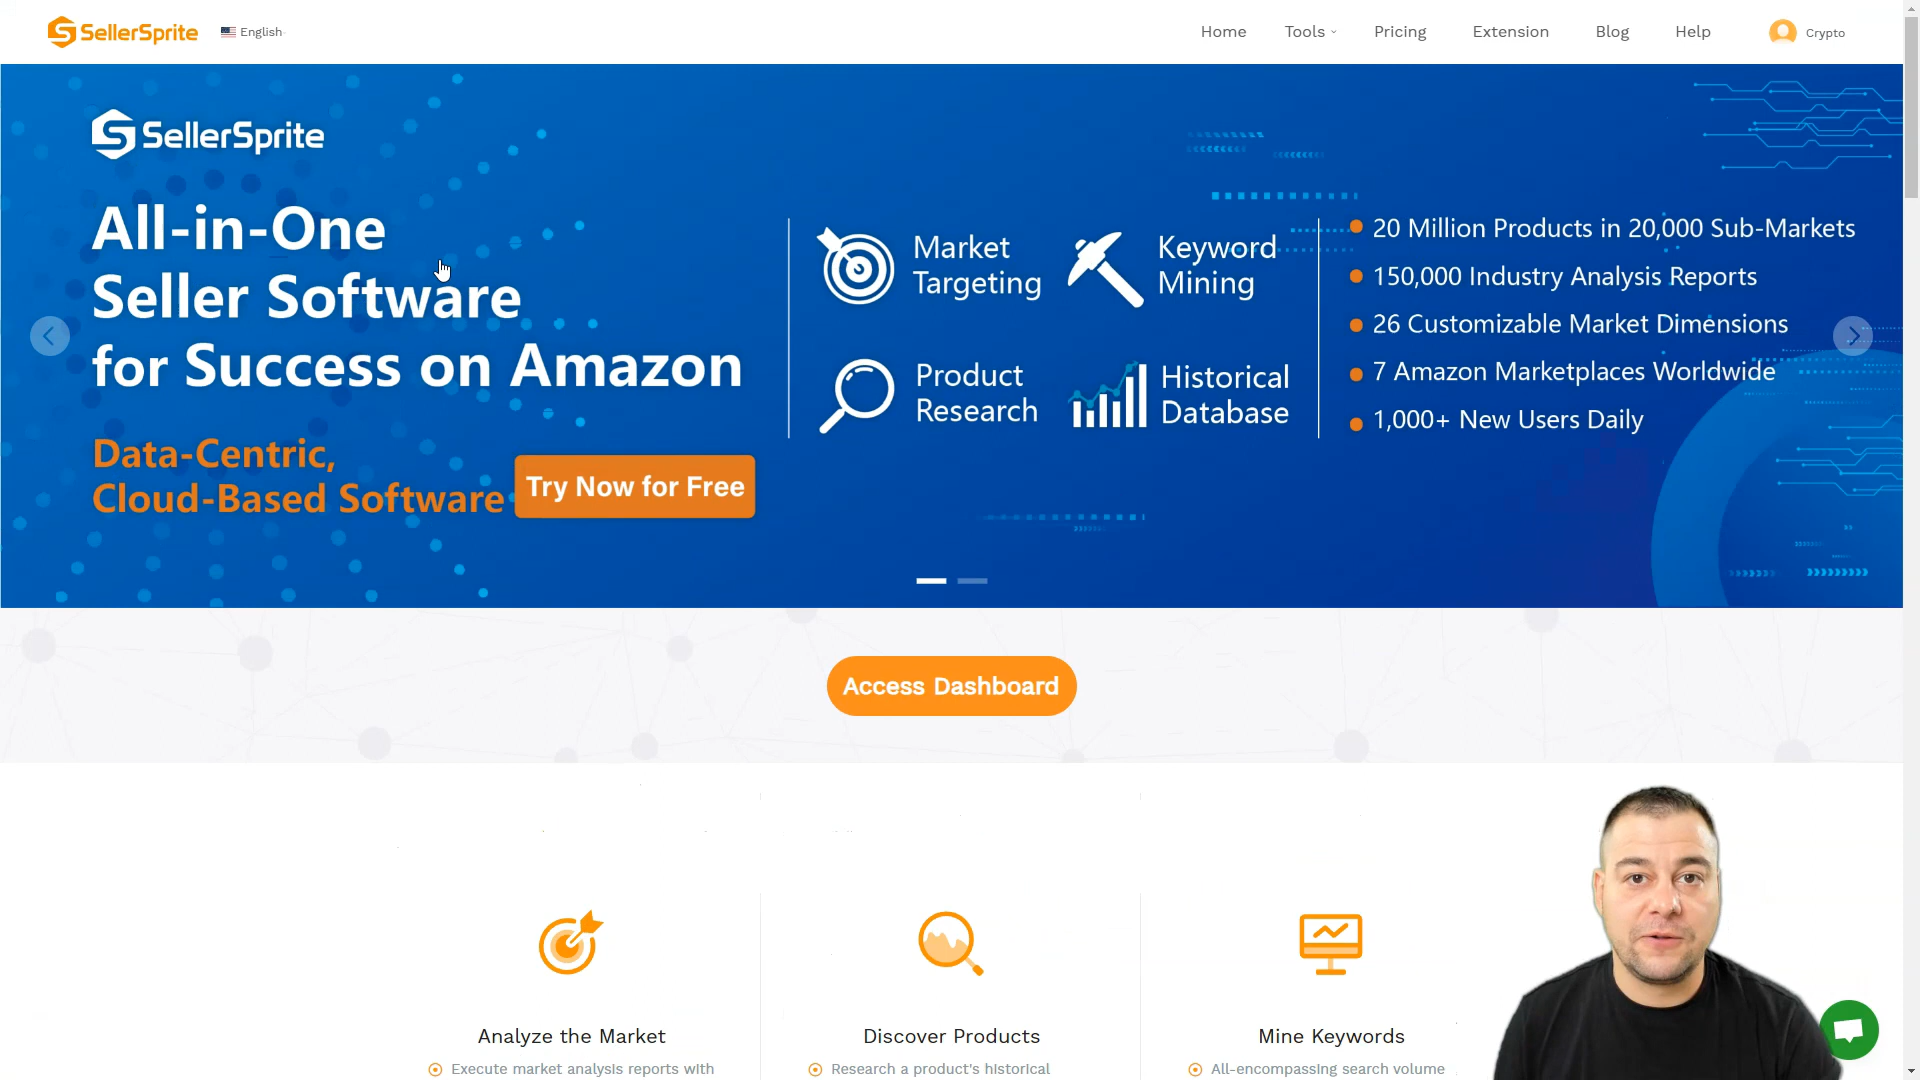 SellerSprite
English
Home
Tools
Pricing
Extension
Blog
Help
Crypto
SellerSprite
All-in-One
Seller Software
for Success on Amazon
Data-Centric,
Cloud-Based Software
Try Now for Free
Market
Targeting
Keyword
Mining
Product
Research
Historical
Database
20 Million Products in 20,000 Sub-Markets
150,000 Industry Analysis Reports
26 Customizable Market Dimensions
7 Amazon Marketplaces Worldwide
1,000+ New Users Daily
Access Dashboard
Analyze the Market
Execute market analysis reports with
Discover Products
Research a product's historical
Mine Keywords
All-encompassing search volume